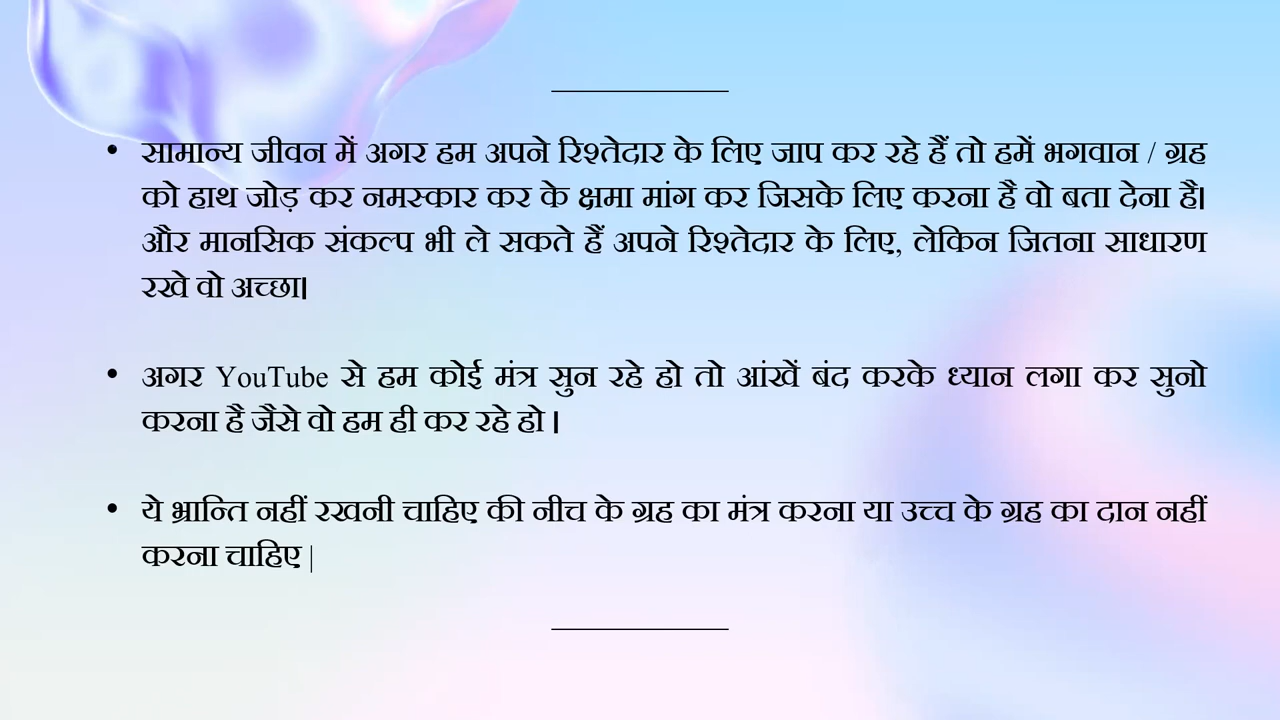 • सामान्य जीवन में अगर हम अपने रिश्तेदार के लिए जाप कर रहे हैं तो हमें भगवान / ग्रह
को हाथ जोड़ कर नमस्कार कर के क्षमा मांग कर जिसके लिए करना है वो बता देना है।
और मानसिक संकल्प भी ले सकते हैं अपने रिश्तेदार के लिए, लेकिन जितना साधारण
रखे वो अच्छा।
• अगर YouTube से हम कोई मंत्र सुन रहे हो तो आंखें बंद करके ध्यान लगा कर सुनो
करना है जैसे वो हम ही कर रहे हो ।
• ये भ्रान्ति नहीं रखनी चाहिए की नीच के ग्रह का मंत्र करना या उच्च के ग्रह का दान नहीं
करना चाहिए |